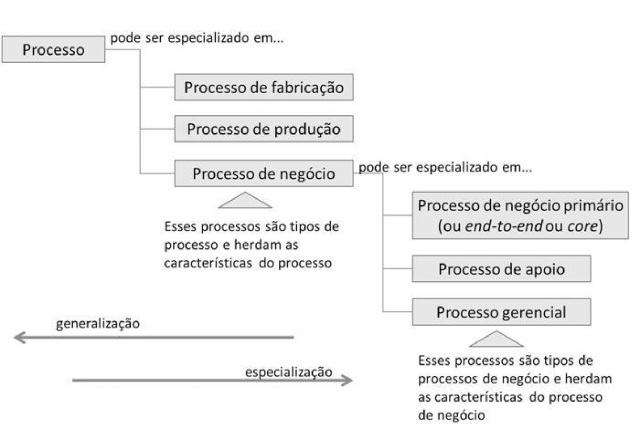 Processo
pode ser especializado em...
Processo de fabricação
Processo de produção
Processo de negócio
pode ser especializado em...
Esses processos são tipos de
processo e herdam as
características do processo
Processo de negócio primário
(ou end-to-end ou core)
Processo de apoio
Processo gerencial
generalização
especialização
Esses processos são tipos de
processos de negócio e herdam
as características do processo
de negócio